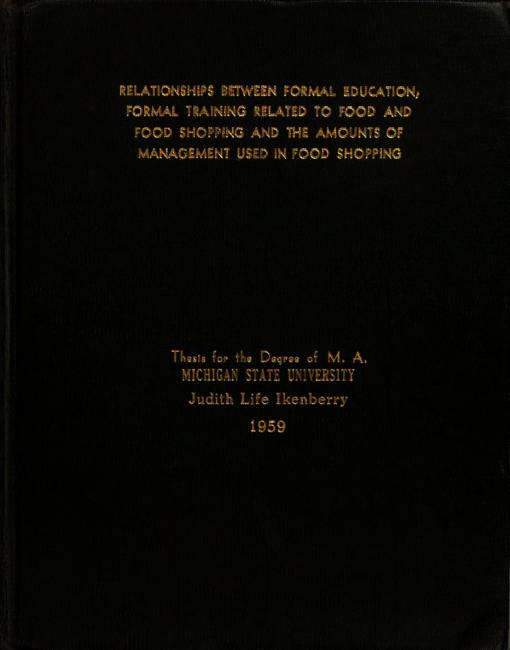 RELATIONSHIPS BETWEEN FORMAL EDUCATION,
FORMAL TRAINING RELATED TO FOOD AND
FOOD SHOPPING AND THE AMOUNTS OF
MANAGEMENT USED IN FOOD SHOPPING
Thesis for the Degree of M. A.
MICHIGAN STATE UNIVERSITY
Judith Life Ikenberry
1959